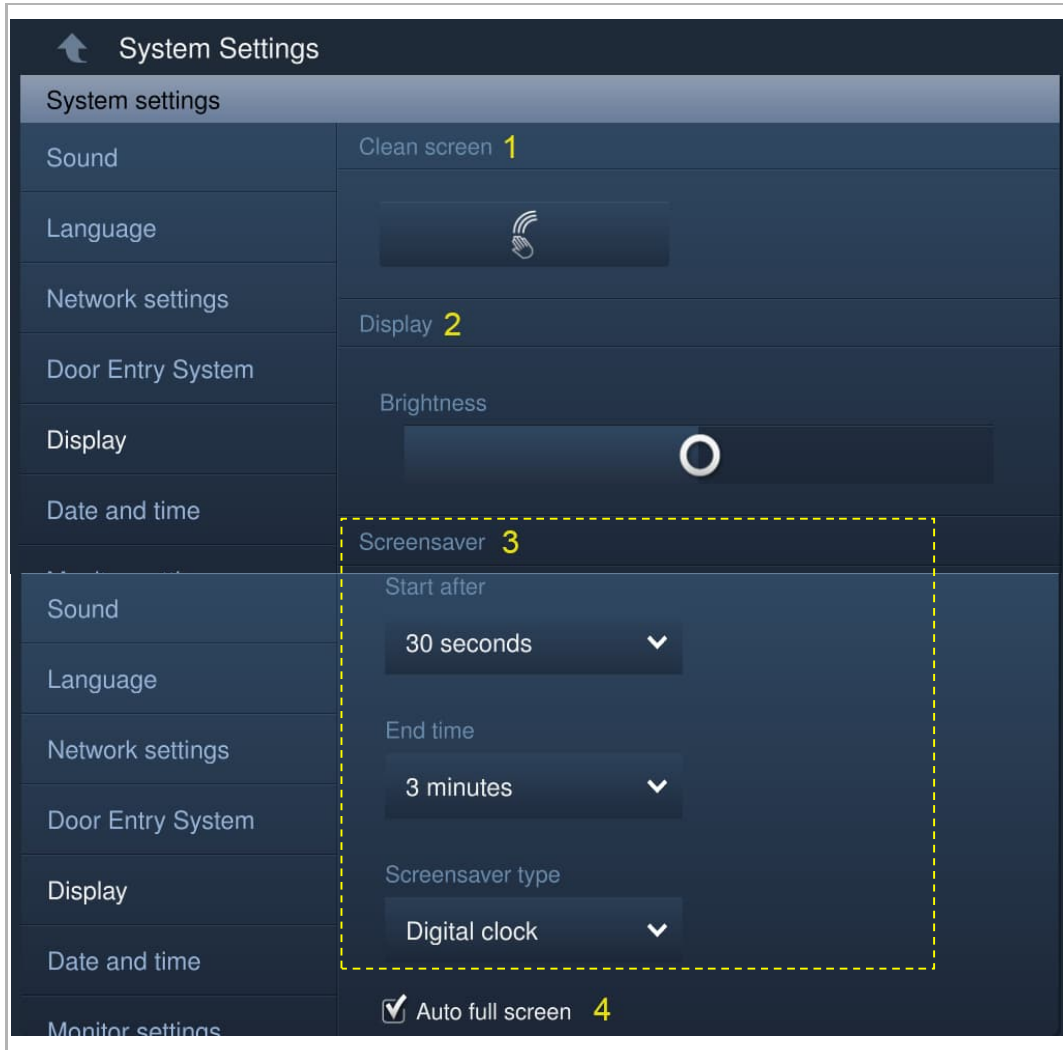 System Settings
System settings
Sound
Clean screen 1
Language
Network settings
Display 2
Door Entry System
Brightness
Display
Date and time
Screensaver 3
Start after
Sound
30 seconds
Language
End time
Network settings
3 minutes
Door Entry System
Screensaver type
Display
Digital clock
Date and time
Auto full screen 4
Monitor settings